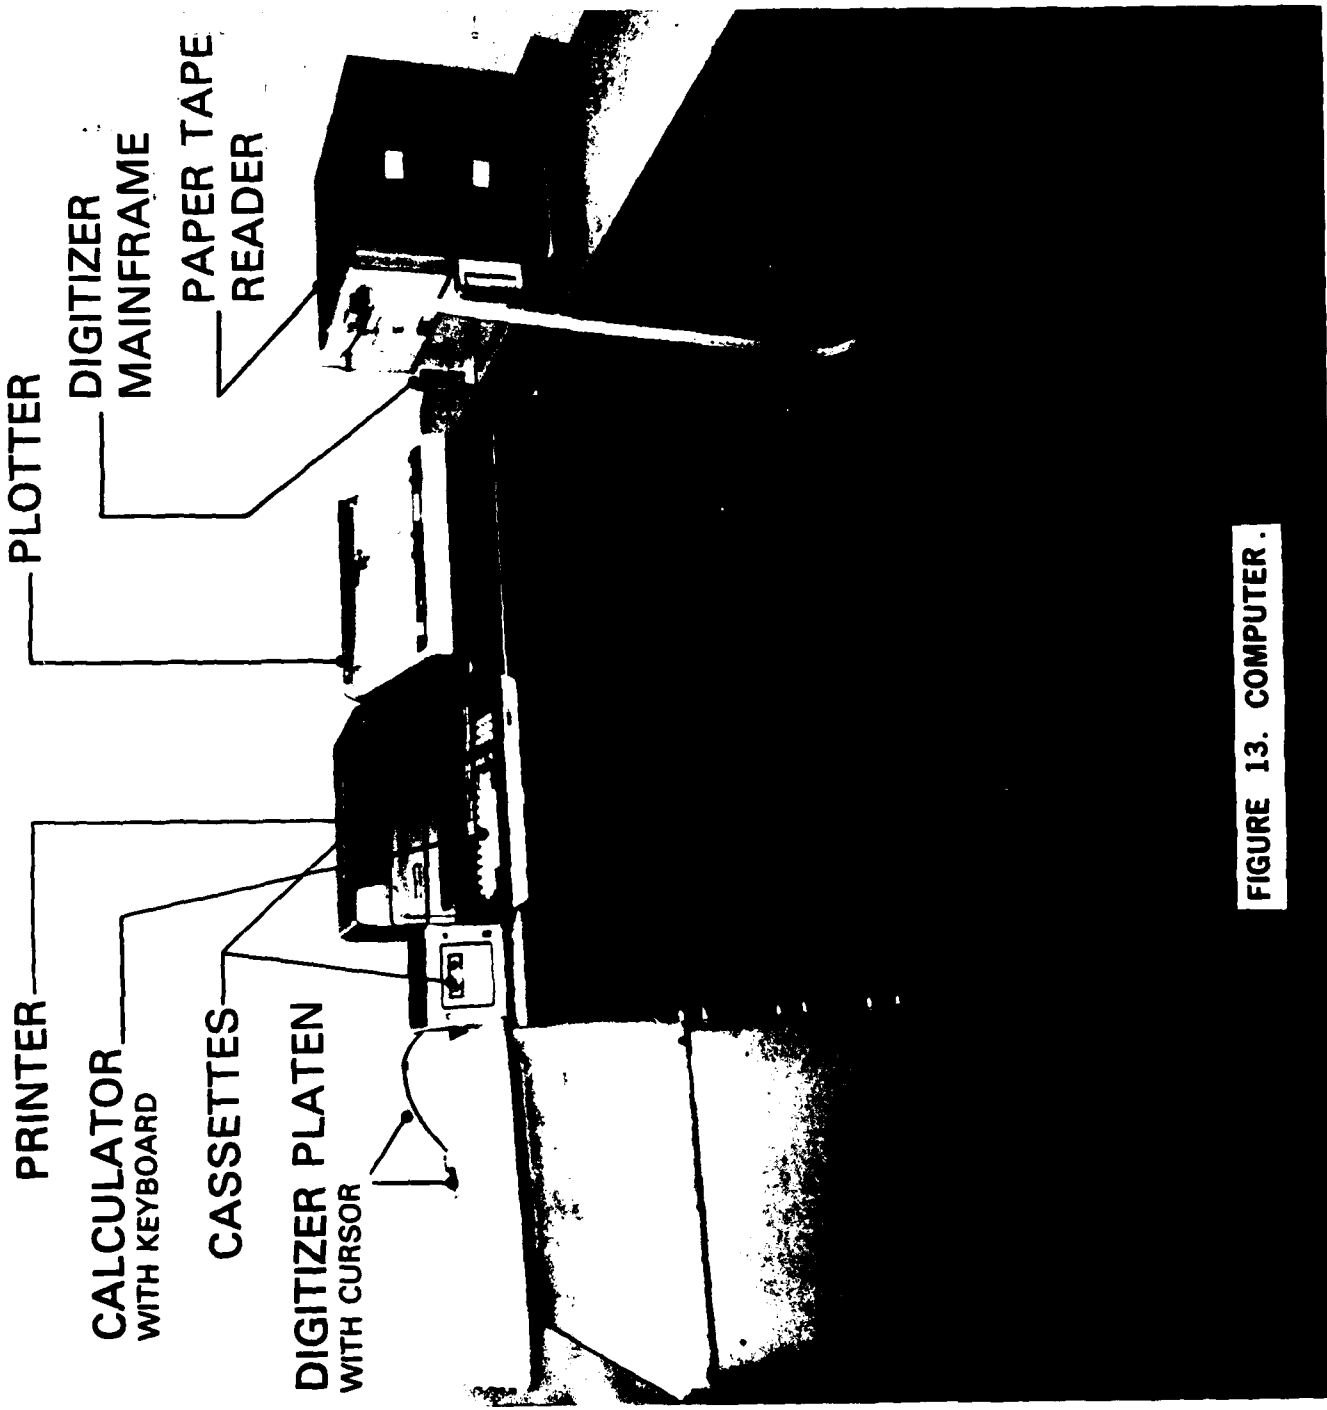 PRINTER
CALCULATOR
WITH KEYBOARD
CASSETTES
DIGITIZER PLATEN
WITH CURSOR
PLOTTER
DIGITIZER
MAINFRAME
PAPER TAPE
READER
FIGURE 13. COMPUTER.